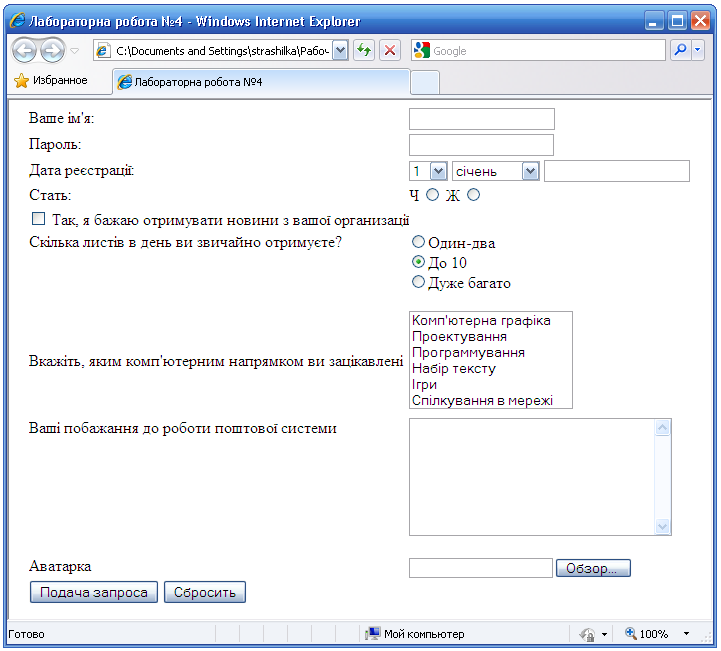 Лабораторна робота №4 - Windows Internet Explorer
C:\Documents and Settings\strashilka\Рабоч
Google
Избранное
Лабораторна робота №4
Ваше ім'я:
Пароль:
Дата реєстрації:
1 січень
Стать:
Ч Ж
Так, я бажаю отримувати новини з вашої организації
Скілька листів в день ви звичайно отримуєте?
Один-два
До 10
Дуже багато
Вкажіть, яким комп'ютерним напрямком ви зацікавлені
Комп'ютерна графіка
Проектування
Программування
Набір тексту
Ігри
Спілкування в мережі
Ваші побажання до роботи поштової системи
Аватарка
Обзор...
Подача запроса Сбросить
Готово
Мой компьютер
100%